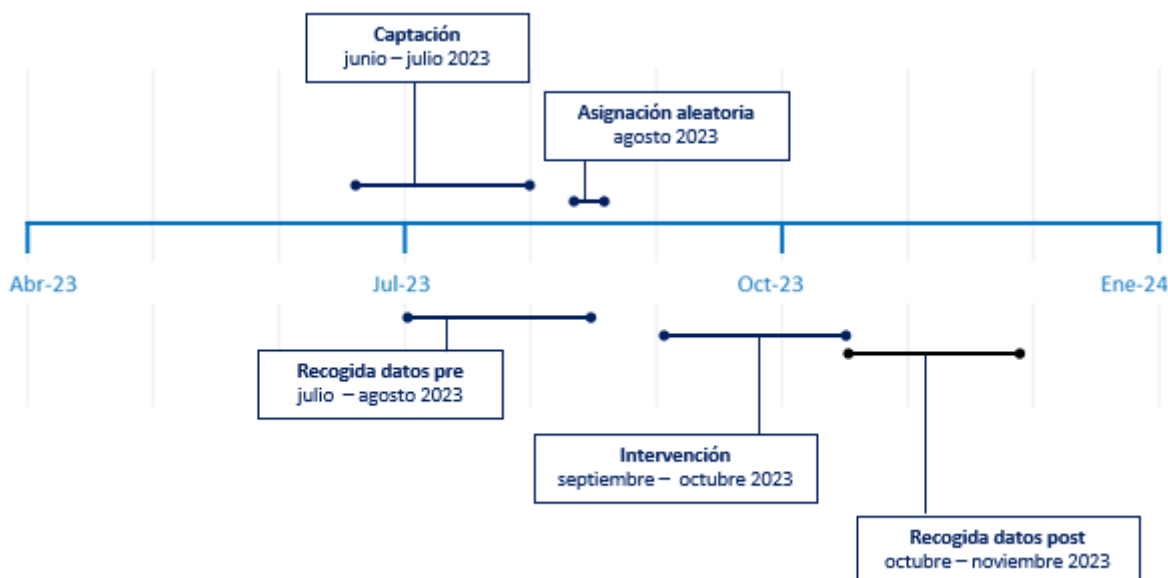 Captación
junio – julio 2023
Asignación aleatoria
agosto 2023
Abr-23
Jul-23
Oct-23
Ene-24
Recogida datos pre
julio – agosto 2023
Intervención
septiembre – octubre 2023
Recogida datos post
octubre – noviembre 2023